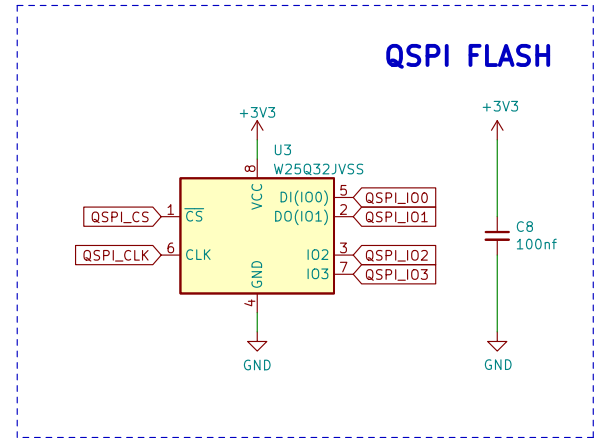 QSPI FLASH
+3V3
+3V3
U3
W25Q32JVSS
8
VCC
QSPI_CS
1
CS
DI(IO0)
5
QSPI_IO0
DO(IO1)
2
QSPI_IO1
QSPI_CLK
6
CLK
IO2
3
QSPI_IO2
IO3
7
QSPI_IO3
GND
4
GND
C8
100nf
GND